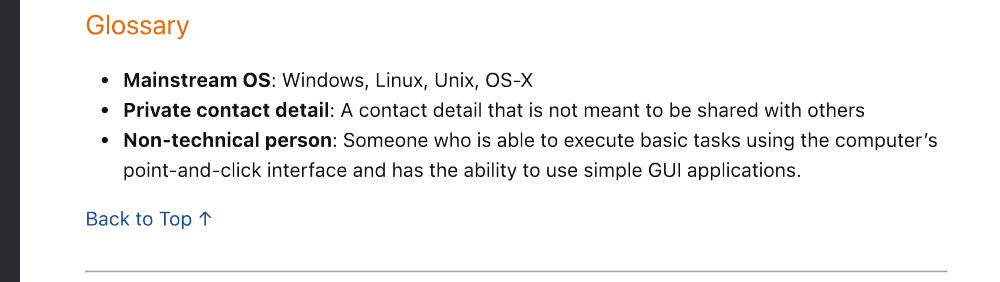 Glossary
• Mainstream OS: Windows, Linux, Unix, OS-X
• Private contact detail: A contact detail that is not meant to be shared with others
• Non-technical person: Someone who is able to execute basic tasks using the computer’s
point-and-click interface and has the ability to use simple GUI applications.
Back to Top ↑